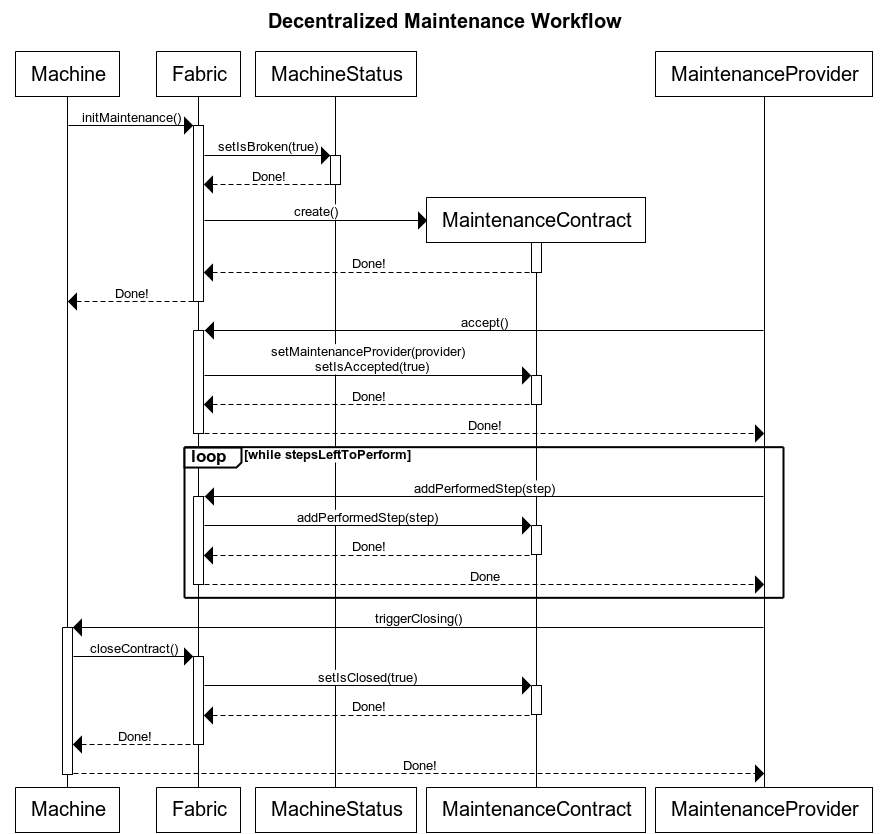 Decentralized Maintenance Workflow
Machine
Fabric
MachineStatus
MaintenanceProvider
initMaintenance()
setIsBroken(true)
Done!
create()
MaintenanceContract
Done!
Done!
accept()
setMaintenanceProvider(provider)
setIsAccepted(true)
Done!
Done!
loop [while stepsLeftToPerform]
addPerformedStep(step)
addPerformedStep(step)
Done!
Done
triggerClosing()
closeContract()
setIsClosed(true)
Done!
Done!
Done!
Machine
Fabric
MachineStatus
MaintenanceContract
MaintenanceProvider